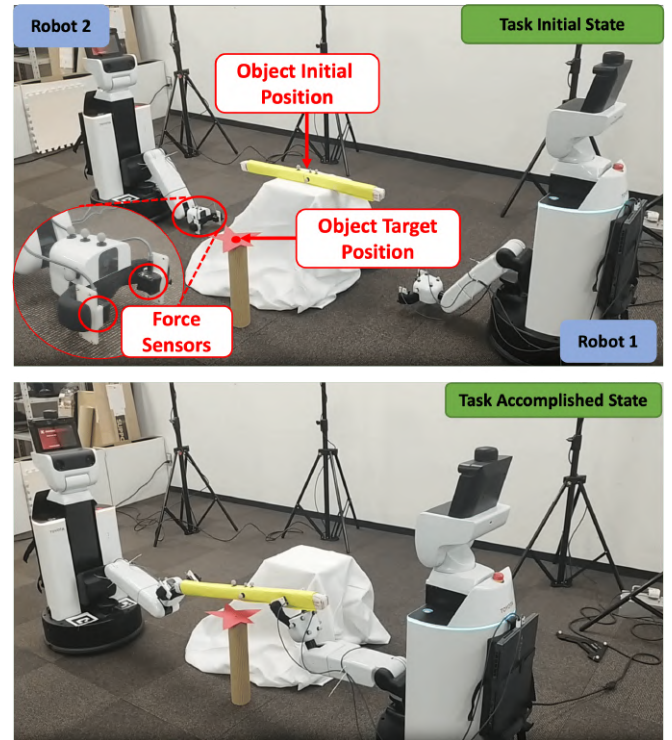 Robot 2
Task Initial State
Object Initial
Position
Object Target
Position
Force
Sensors
Robot 1
Task Accomplished State